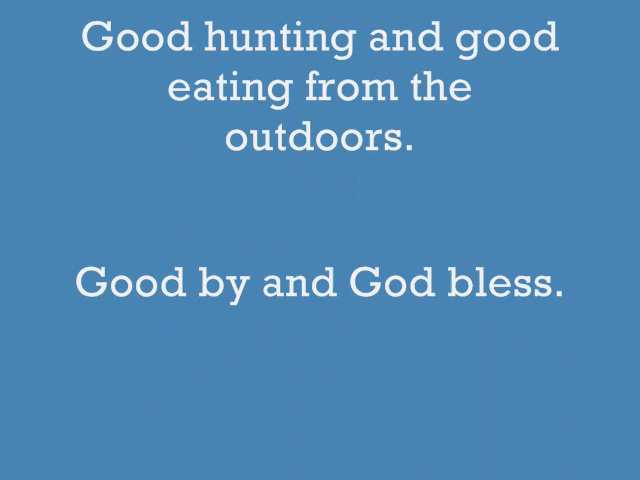 Good hunting and good
eating from the
outdoors.
Good by and God bless.